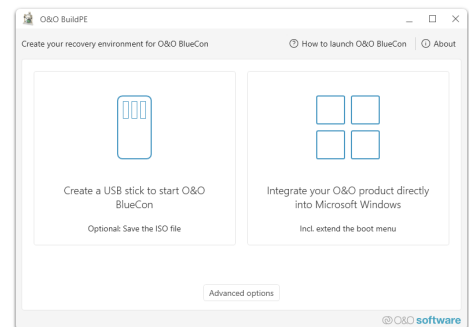 O&O BuildPE
Create your recovery environment for O&O BlueCon
How to launch O&O BlueCon
About
Create a USB stick to start O&O
BlueCon
Optional: Save the ISO file
Integrate your O&O product directly
into Microsoft Windows
Incl. extend the boot menu
Advanced options
O&O software